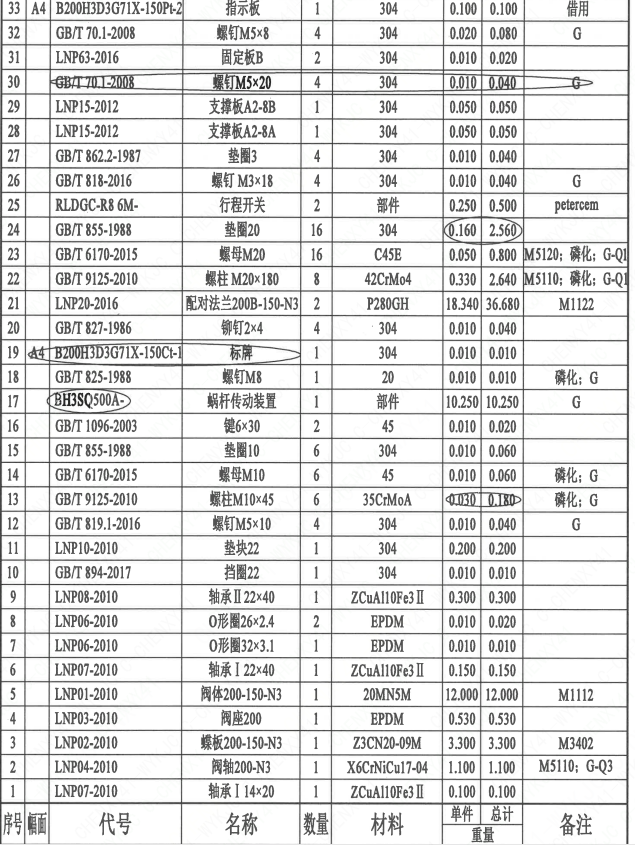 33 A4 B200H3D3G71X-150Pt-2 指示板 1 304 0.100 0.100 借用
32 GB/T 70.1-2008 螺钉M5×8 4 304 0.020 0.080 G
31 LNP63-2016 固定板B 2 304 0.010 0.020
30 GB/T 70.1-2008 螺钉M5×20 4 304 0.010 0.040 G
29 LNP15-2012 支撑板A2-8B 1 304 0.050 0.050
28 LNP15-2012 支撑板A2-8A 1 304 0.050 0.050
27 GB/T 862.2-1987 垫圈3 4 304 0.010 0.040
26 GB/T 818-2016 螺钉 M3×18 4 304 0.010 0.040 G
25 RLDGC-R8 6M- 行程开关 2 部件 0.250 0.500 petercem
24 GB/T 855-1988 垫圈20 16 304 0.160 2.560
23 GB/T 6170-2015 螺母M20 16 C45E 0.050 0.800 M5120; 磷化; G-Q1
22 GB/T 9125-2010 螺柱 M20×180 8 42CrMo4 0.330 2.640 M5110; 磷化; G-Q1
21 LNP20-2016 配对法兰200B-150-N3 2 P280GH 18.340 36.680 M1122
20 GB/T 827-1986 铆钉2×4 4 304 0.010 0.040
19 A4 B200H3D3G71X-150Ct-1 标牌 1 304 0.010 0.010
18 GB/T 825-1988 螺钉M8 1 20 0.010 0.010 磷化; G
17 BH3SQ500A- 蜗杆传动装置 1 部件 10.250 10.250 G
16 GB/T 1096-2003 键6×30 2 45 0.010 0.020
15 GB/T 855-1988 垫圈10 6 304 0.010 0.060
14 GB/T 6170-2015 螺母M10 6 45 0.010 0.060 磷化; G
13 GB/T 9125-2010 螺柱M10×45 6 35CrMoA 0.030 0.180 磷化; G
12 GB/T 819.1-2016 螺钉M5×10 4 304 0.010 0.040 G
11 LNP10-2010 垫块22 1 304 0.200 0.200
10 GB/T 894-2017 挡圈22 1 304 0.010 0.010
9 LNP08-2010 轴承Ⅱ22×40 1 ZCuAl10Fe3Ⅱ 0.300 0.300
8 LNP06-2010 O形圈26×2.4 2 EPDM 0.010 0.020
7 LNP06-2010 O形圈32×3.1 1 EPDM 0.010 0.010
6 LNP07-2010 轴承Ⅰ22×40 1 ZCuAl10Fe3Ⅱ 0.150 0.150
5 LNP01-2010 阀体200-150-N3 1 20MN5M 12.000 12.000 M1112
4 LNP03-2010 阀座200 1 EPDM 0.530 0.530
3 LNP02-2010 蝶板200-150-N3 1 Z3CN20-09M 3.300 3.300 M3402
2 LNP04-2010 阀轴200-N3 1 X6CrNiCu17-04 1.100 1.100 M5110; G-Q3
1 LNP07-2010 轴承Ⅰ14×20 1 ZCuAl10Fe3Ⅱ 0.100 0.100
序号 幅面 代号 名称 数量 材料 单件 总计 备注
重量